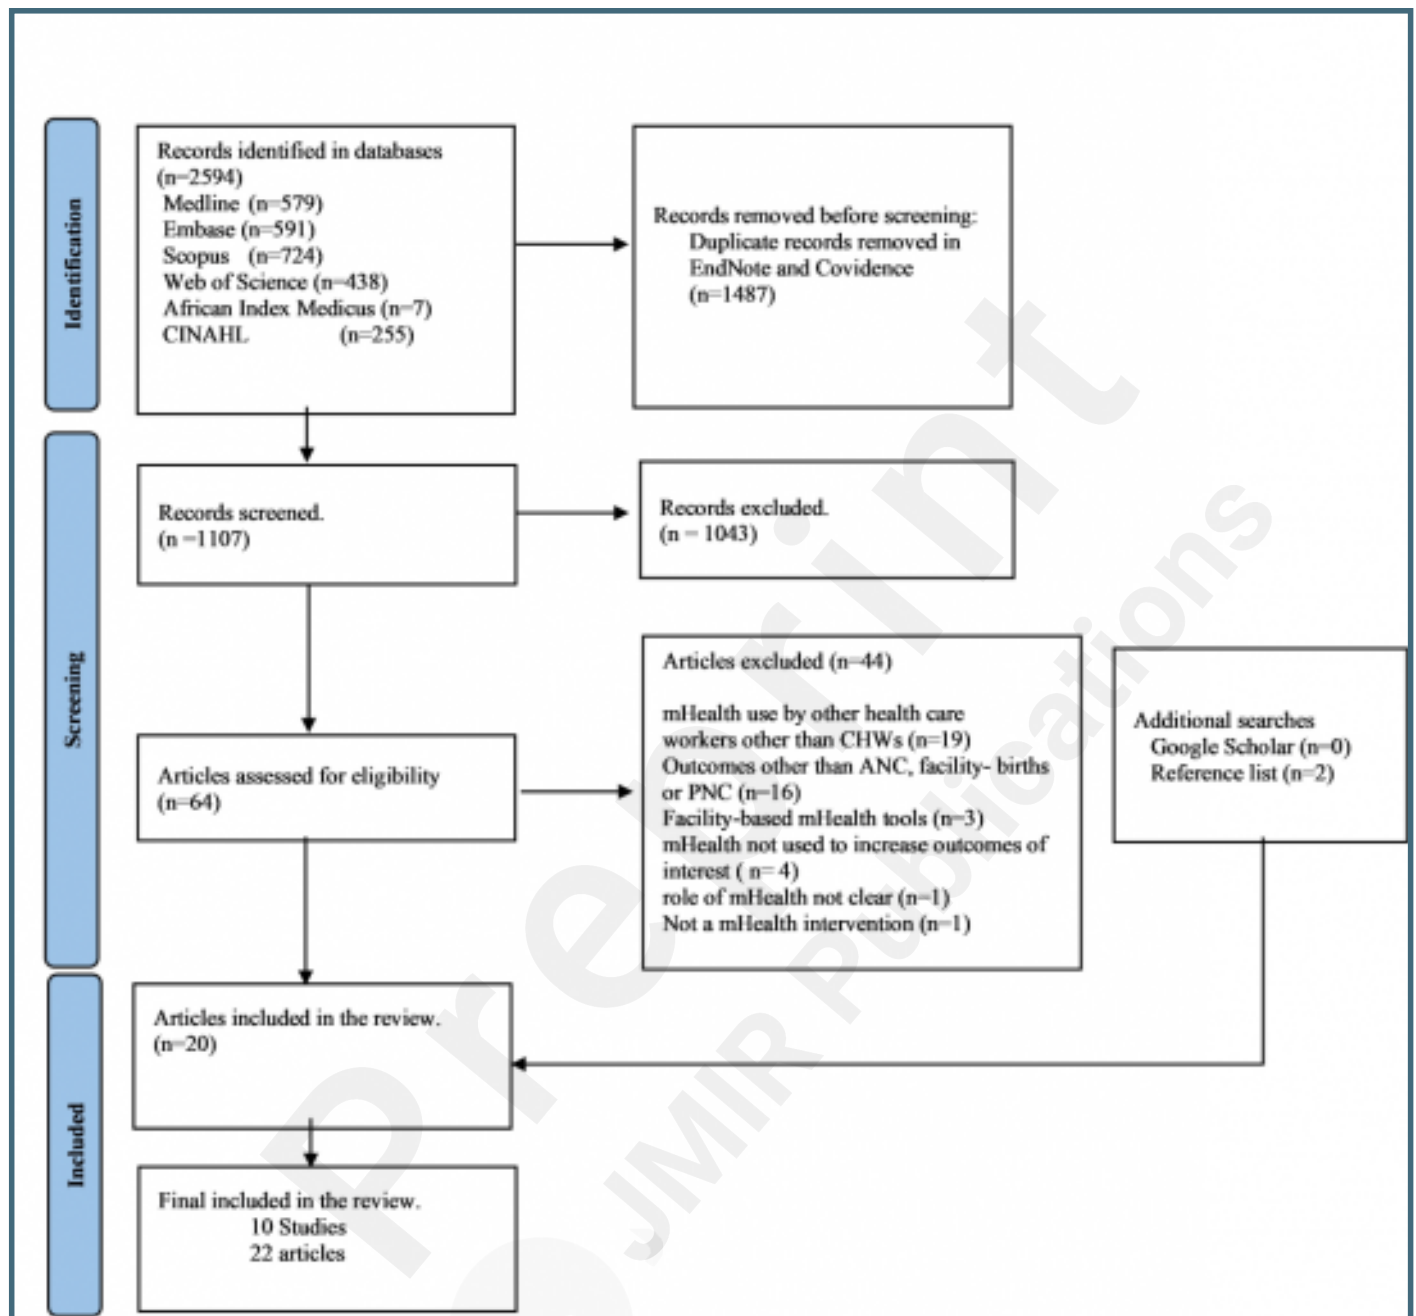 Identification
Records identified in databases
(n=2594)
Medline (n=579)
Embase (n=591)
Scopus (n=724)
Web of Science (n=438)
African Index Medicus (n=7)
CINAHL (n=255)
Records removed before screening:
Duplicate records removed in
EndNote and Covidence
(n=1487)
Screening
Records screened.
(n =1107)
Records excluded.
(n = 1043)
Articles assessed for eligibility
(n=64)
Articles excluded (n=44)
mHealth use by other health care
workers other than CHWs (n=19)
Outcomes other than ANC, facility- births
or PNC (n=16)
Facility-based mHealth tools (n=3)
mHealth not used to increase outcomes of
interest ( n= 4)
role of mHealth not clear (n=1)
Not a mHealth intervention (n=1)
Additional searches
Google Scholar (n=0)
Reference list (n=2)
Included
Articles included in the review.
(n=20)
Final included in the review.
10 Studies
22 articles
Preprint
JMIR Publications